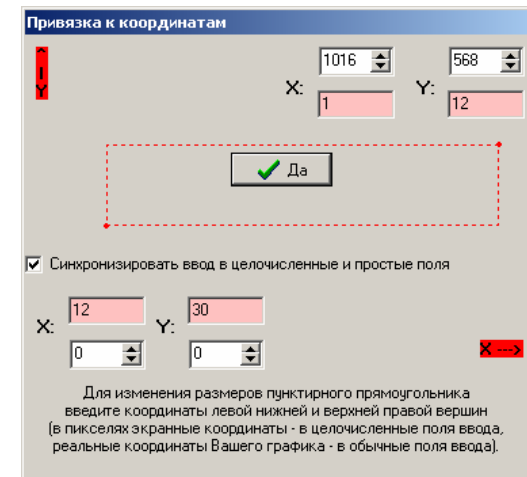 Привязка к координатам
^
I
Y
1016 568
X: Y:
1 12
Да
Синхронизировать ввод в целочисленные и простые поля
12 30
X: Y:
0 0
X --->
Для изменения размеров пунктирного прямоугольника
введите координаты левой нижней и верхней правой вершин
(в пикселях экранные координаты - в целочисленные поля ввода,
реальные координаты Вашего графика - в обычные поля ввода).